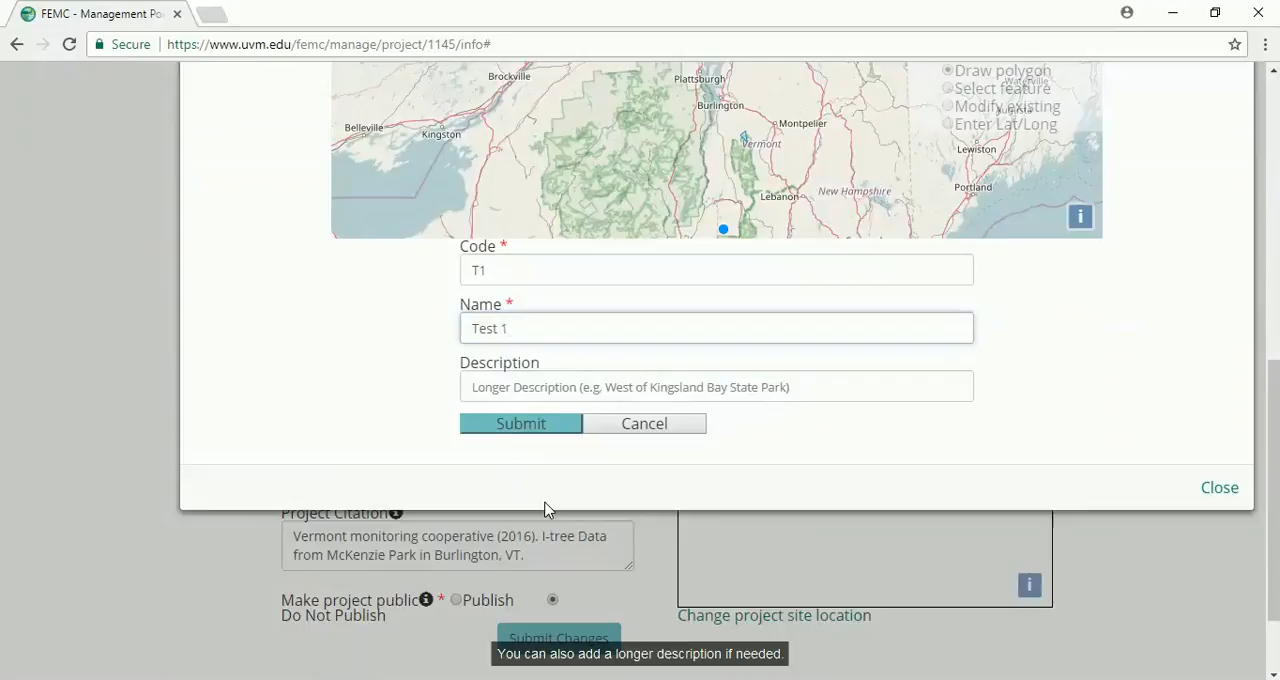 FEMC - Management Po
Secure
https://www.uvm.edu/femc/manage/project/1145/info#
Brockville
Plattsburgh
Draw polygon
Select feature
Burlington
Modify existing
Belleville
Kingston
Montpelier
Enter Lat/Long
Vermont
Lewiston
Lebanon
New Hampshire
Portland
i
Code *
T1
Name *
Test 1
Description
Longer Description (e.g. West of Kingsland Bay State Park)
Submit
Cancel
Close
Project Citation
Vermont monitoring cooperative (2016). I-tree Data
from McKenzie Park in Burlington, VT.
i
Make project public * Publish
Do Not Publish
Change project site location
Submit Changes
You can also add a longer description if needed.